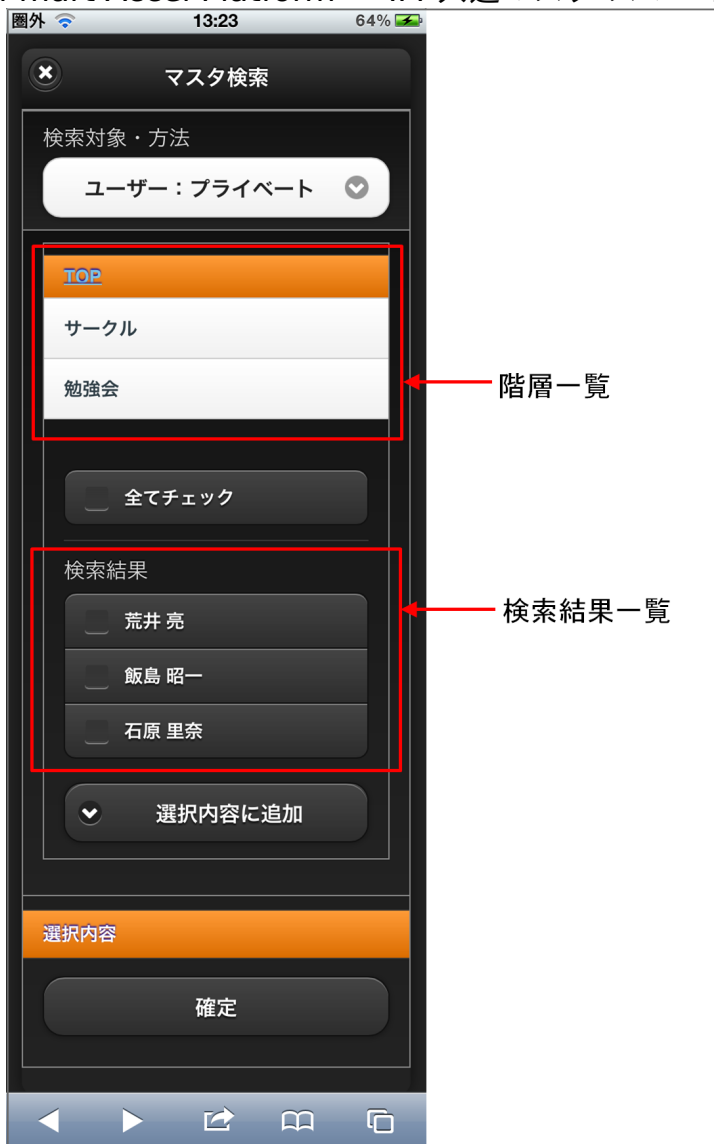 圏外 13:23 64%
マスタ検索
検索対象・方法
ユーザー：プライベート
TOP
サークル
勉強会
階層一覧
全てチェック
検索結果
検索結果一覧
荒井 亮
飯島 昭一
石原 里奈
選択内容に追加
選択内容
確定